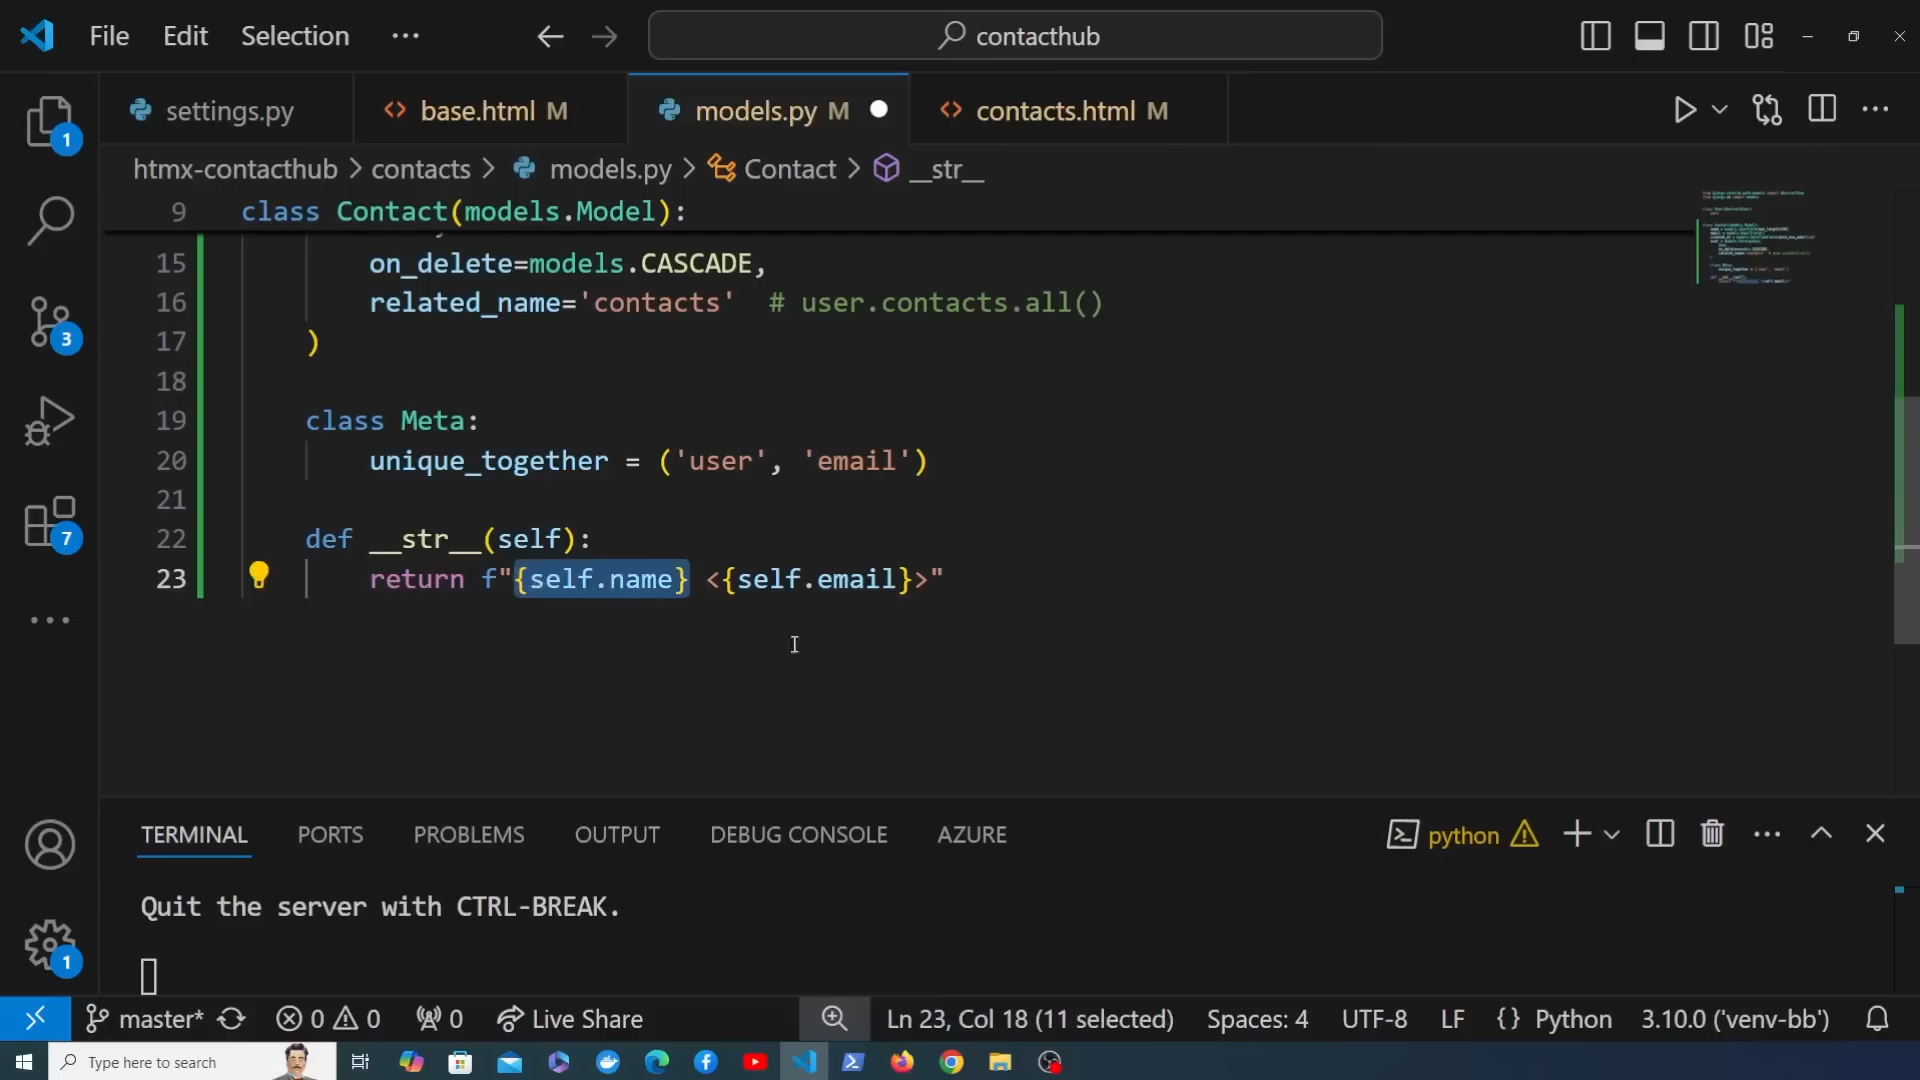 File Edit Selection ··· contacthub
settings.py base.html M models.py M contacts.html M
htmx-contacthub > contacts > models.py > Contact > __str__
9 class Contact(models.Model):
15 on_delete=models.CASCADE,
16 related_name='contacts' # user.contacts.all()
17 )
18
19 class Meta:
20 unique_together = ('user', 'email')
21
22 def __str__(self):
23 return f"{self.name} <{self.email}>"
TERMINAL PORTS PROBLEMS OUTPUT DEBUG CONSOLE AZURE python
Quit the server with CTRL-BREAK.
master* 0 0 0 Live Share Ln 23, Col 18 (11 selected) Spaces: 4 UTF-8 LF {} Python 3.10.0 ('venv-bb')
Type here to search
1
3
7
1